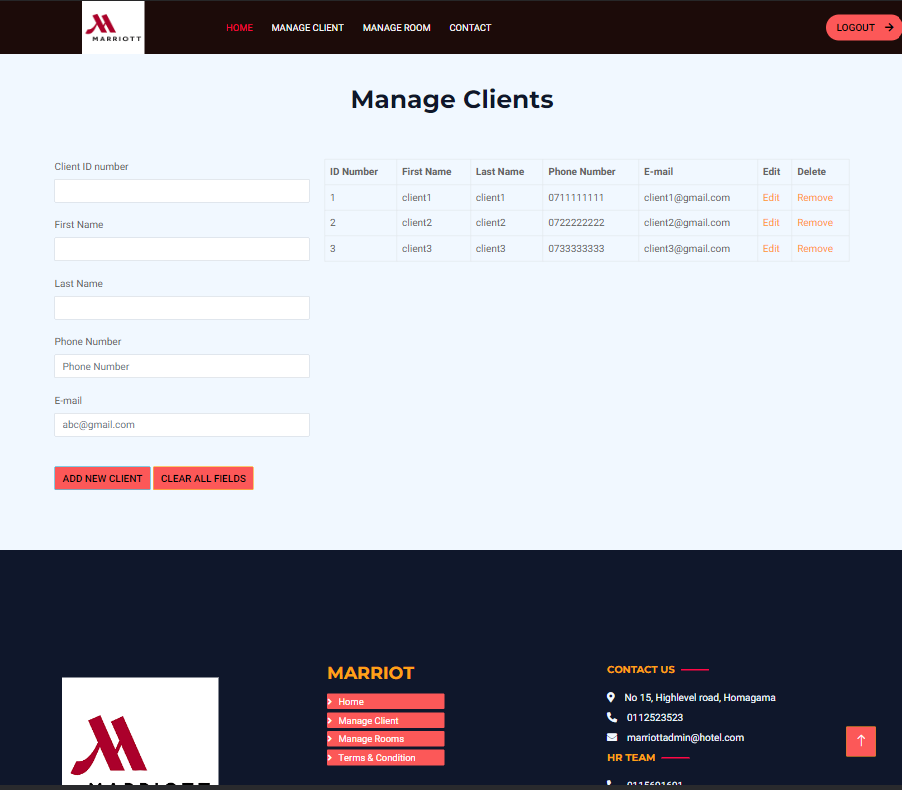 MARRIOTT
HOME MANAGE CLIENT MANAGE ROOM CONTACT
LOGOUT →
Manage Clients
Client ID number
First Name
Last Name
Phone Number
Phone Number
E-mail
abc@gmail.com
ADD NEW CLIENT CLEAR ALL FIELDS
ID Number First Name Last Name Phone Number E-mail Edit Delete
1 client1 client1 0711111111 client1@gmail.com Edit Remove
2 client2 client2 0722222222 client2@gmail.com Edit Remove
3 client3 client3 0733333333 client3@gmail.com Edit Remove
MARRIOTT
MARRIOT
Home
Manage Client
Manage Rooms
Terms & Condition
CONTACT US
No 15, Highlevel road, Homagama
0112523523
marriottadmin@hotel.com
HR TEAM